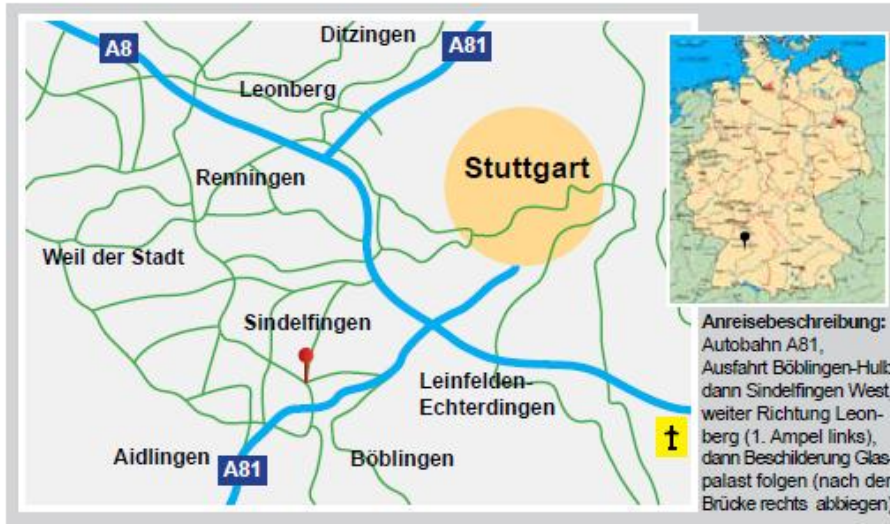 Ditzingen
A8
A81
Leonberg
Stuttgart
Renningen
Weil der Stadt
Sindelfingen
Leinfelden-
Echterdingen
Aidlingen
A81
Böblingen
Anreisebeschreibung:
Autobahn A81,
Ausfahrt Böblingen-Hulb
dann Sindelfingen West,
weiter Richtung Leon-
berg (1. Ampel links),
dann Beschilderung Glas-
palast folgen (nach der
Brücke rechts abbiegen)